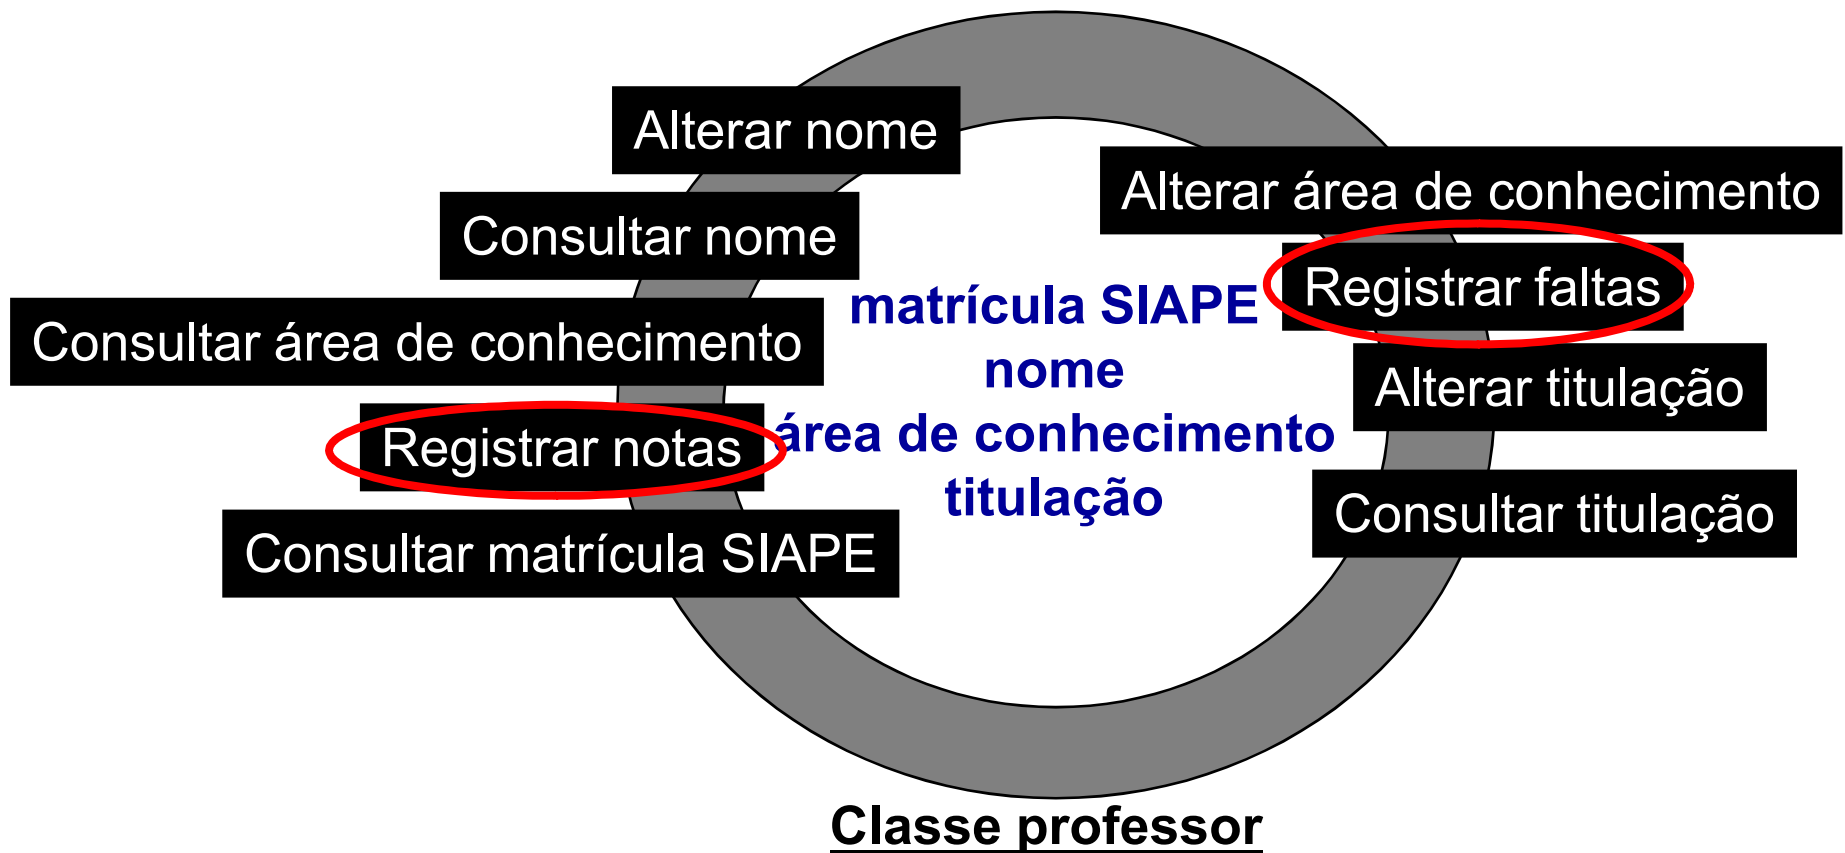 Alterar nome
Consultar nome
Consultar área de conhecimento
Registrar notas
Consultar matrícula SIAPE
matrícula SIAPE
nome
área de conhecimento
titulação
Alterar área de conhecimento
Registrar faltas
Alterar titulação
Consultar titulação
Classe professor